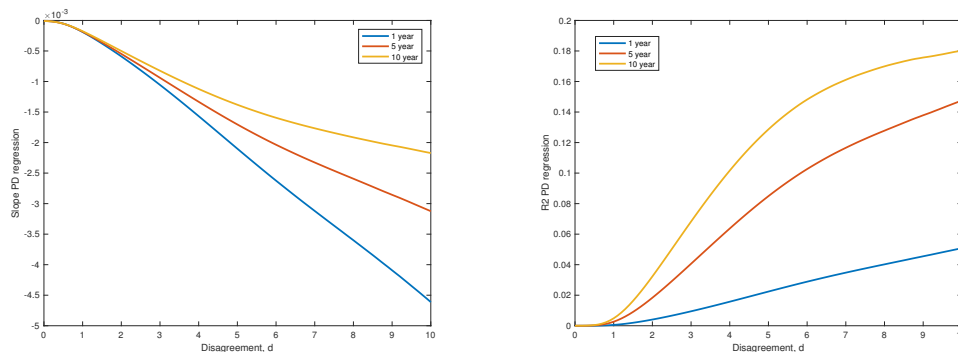 ×10⁻³
0
-0.5
-1
-1.5
-2
-2.5
-3
-3.5
-4
-4.5
-5
Slope PD regression
1 year
5 year
10 year
0 1 2 3 4 5 6 7 8 9 10
Disagreement, d
0.2
0.18
0.16
0.14
0.12
0.1
0.08
0.06
0.04
0.02
0
R2 PD regression
1 year
5 year
10 year
0 1 2 3 4 5 6 7 8 9
Disagreement, d